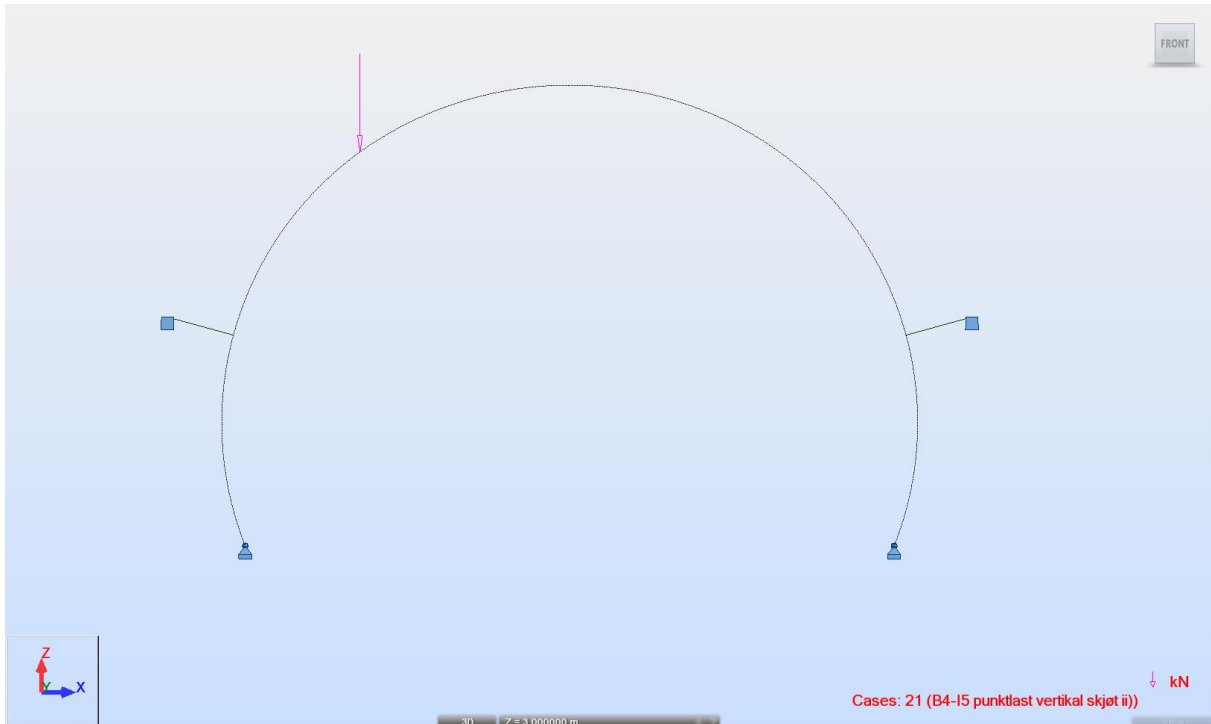 FRONT
Z
Y X
kN
Cases: 21 (B4-I5 punktlast vertikal skjøt ii))
3D Z = 3,000000 m